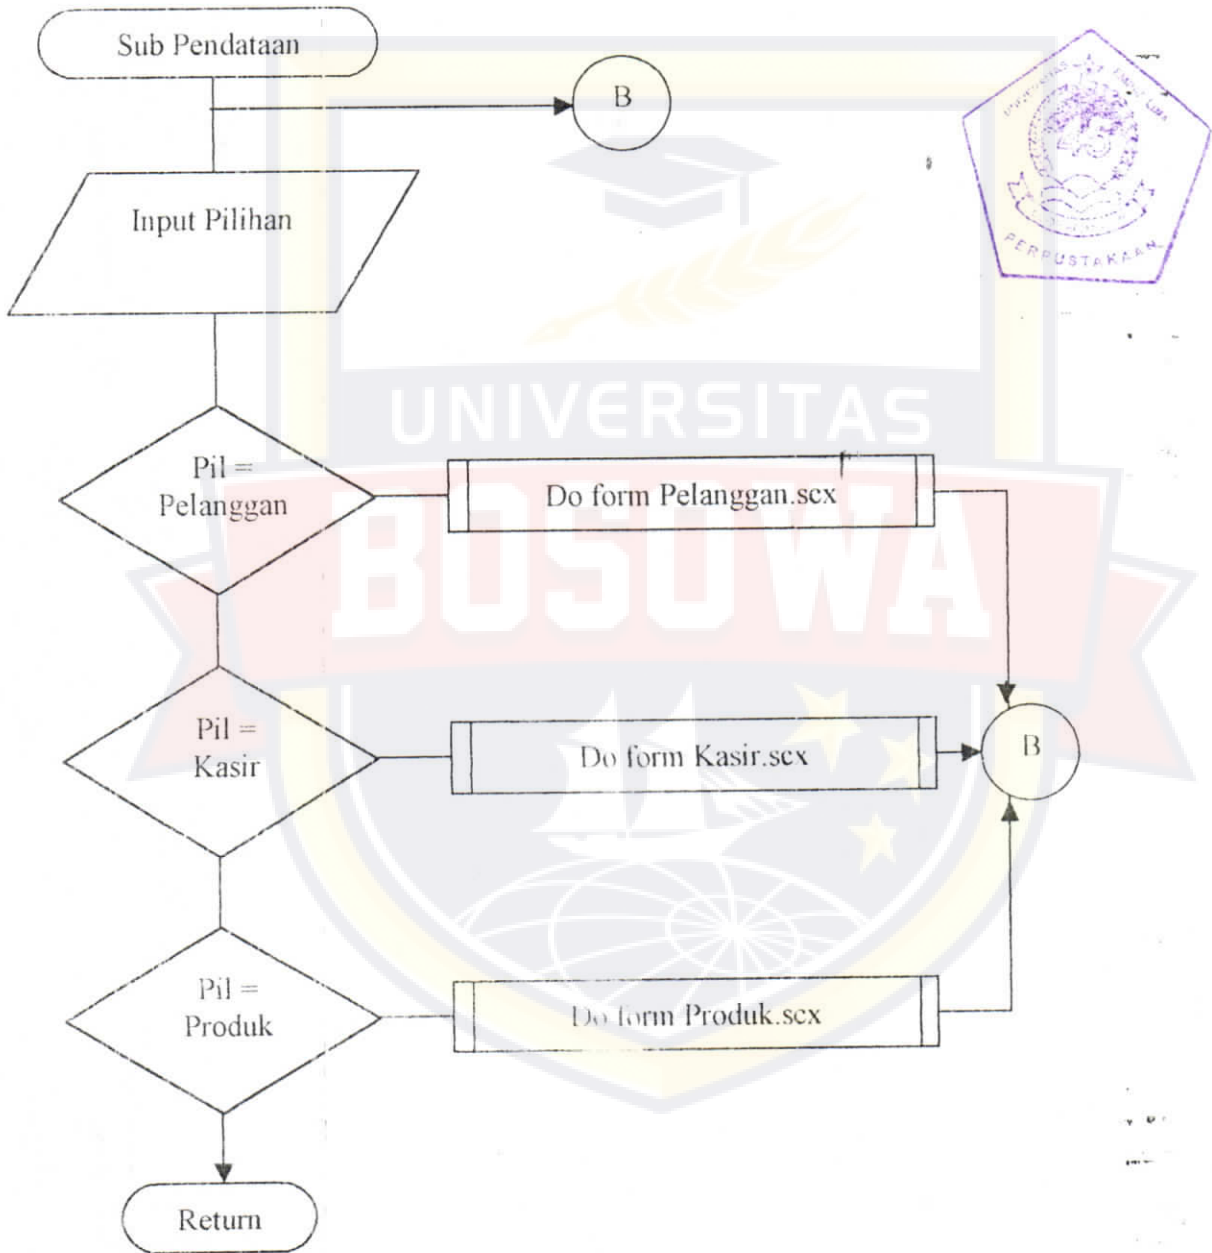 Sub Pendataan
B
Input Pilihan
UNIVERSITAS
BOSOWA
Pil =
Pelanggan
Do form Pelanggan.scx
Pil =
Kasir
Do form Kasir.scx
B
Pil =
Produk
Do form Produk.scx
Return
45
PERPUSTAKAAN